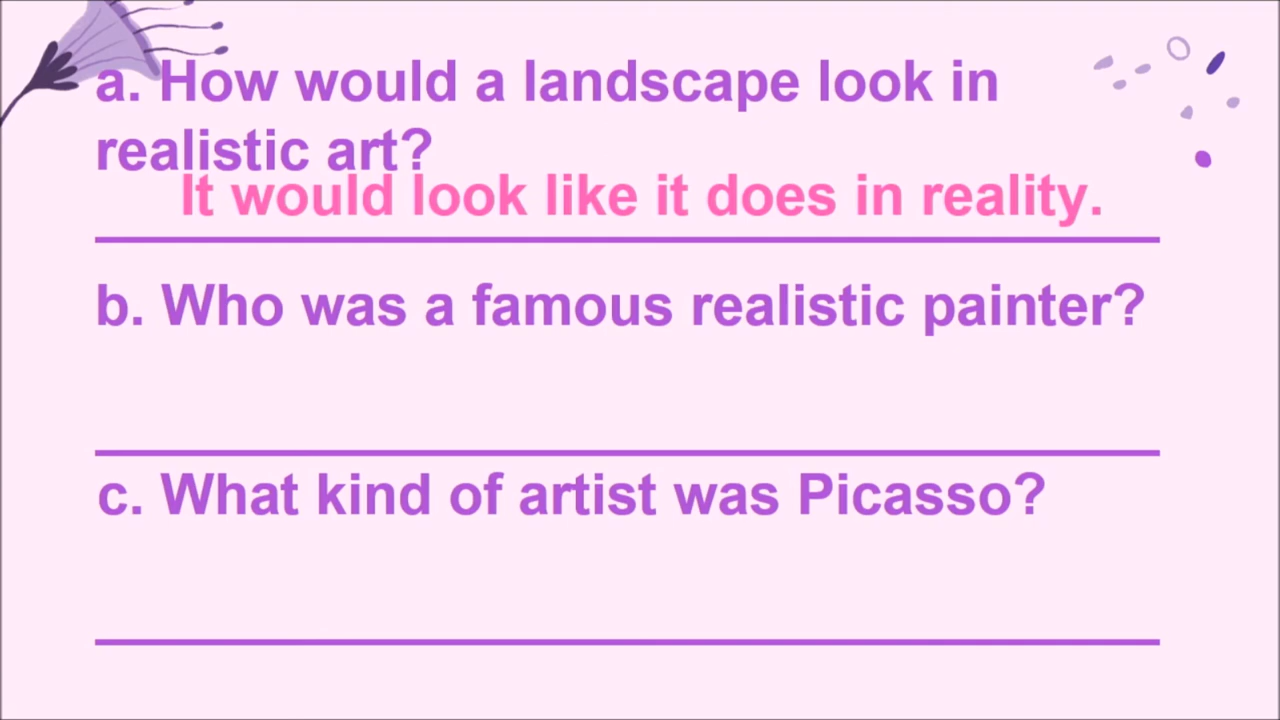 a. How would a landscape look in
realistic art?
It would look like it does in reality.
b. Who was a famous realistic painter?
c. What kind of artist was Picasso?